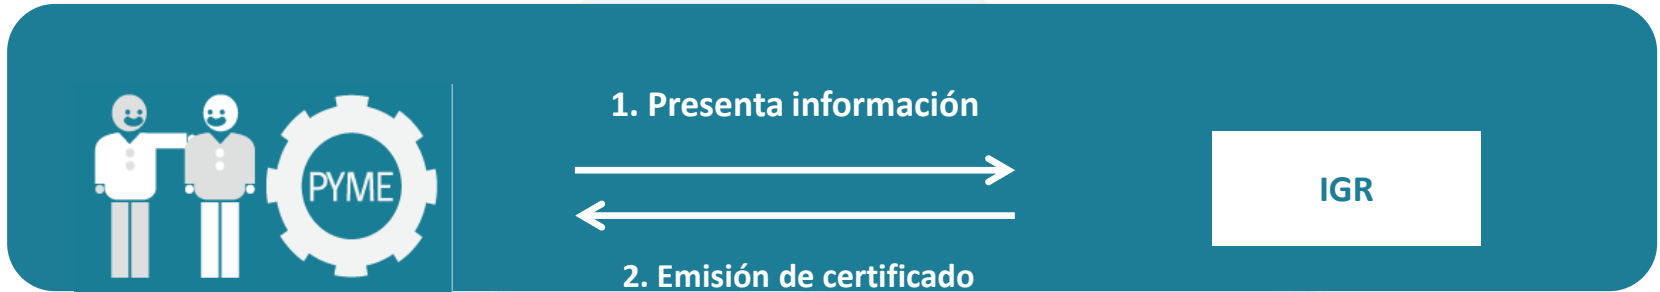 1. Presenta información
PYME
IGR
2. Emisión de certificado